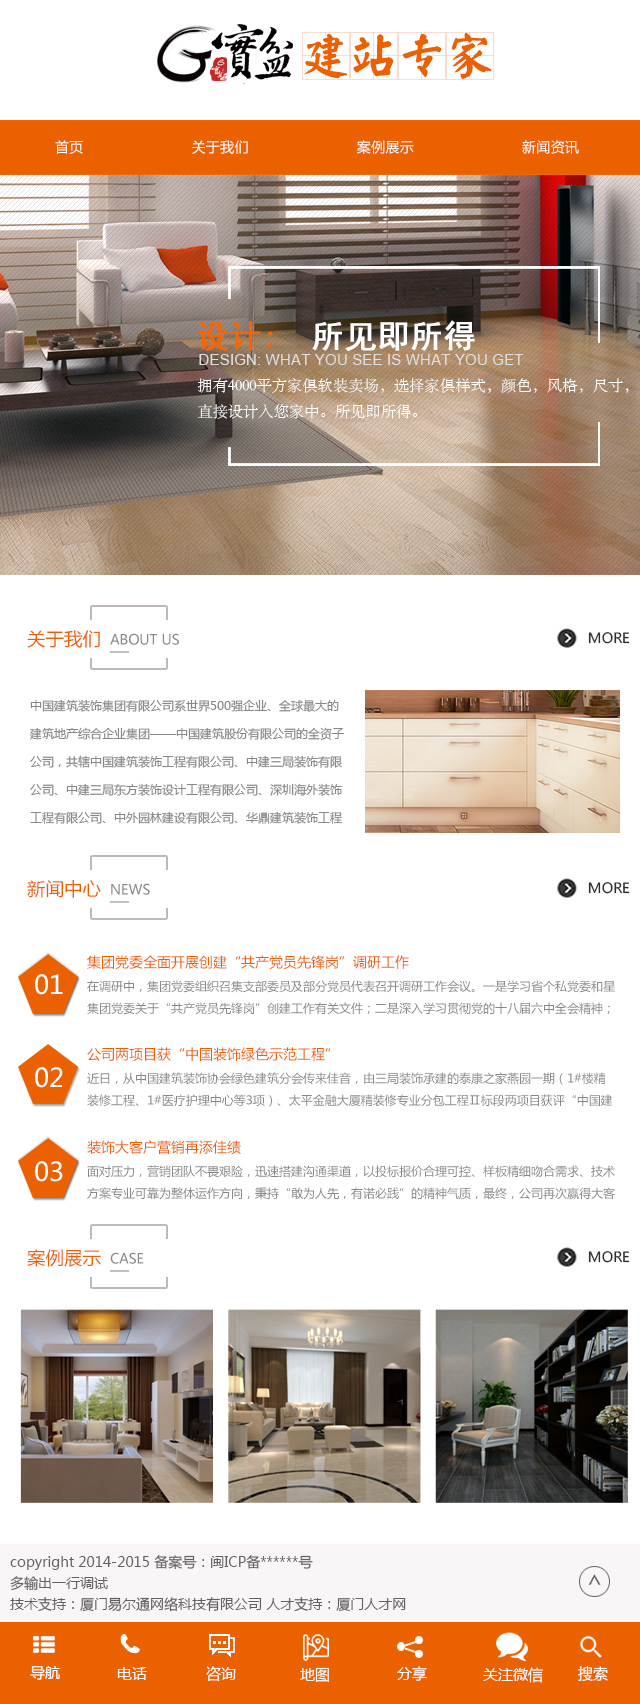 G寶盆 建站专家
首页 关于我们 案例展示 新闻资讯
设计： 所见即所得
DESIGN: WHAT YOU SEE IS WHAT YOU GET
拥有4000平方家俱软装卖场，选择家俱样式，颜色，风格，尺寸，
直接设计入您家中。所见即所得。
关于我们 ABOUT US MORE
中国建筑装饰集团有限公司系世界500强企业、全球最大的
建筑地产综合企业集团——中国建筑股份有限公司的全资子
公司，共辖中国建筑装饰工程有限公司、中建三局装饰有限
公司、中建三局东方装饰设计工程有限公司、深圳海外装饰
工程有限公司、中外园林建设有限公司、华鼎建筑装饰工程
新闻中心 NEWS MORE
01
集团党委全面开展创建“共产党员先锋岗”调研工作
在调研中，集团党委组织召集支部委员及部分党员代表召开调研工作会议。一是学习省个私党委和星
集团党委关于“共产党员先锋岗”创建工作有关文件；二是深入学习贯彻党的十八届六中全会精神；
02
公司两项目获“中国装饰绿色示范工程”
近日，从中国建筑装饰协会绿色建筑分会传来佳音，由三局装饰承建的泰康之家燕园一期（1#楼精
装修工程、1#医疗护理中心等3项）、太平金融大厦精装修专业分包工程Ⅱ标段两项目获评“中国建
03
装饰大客户营销再添佳绩
面对压力，营销团队不畏艰险，迅速搭建沟通渠道，以投标报价合理可控、样板精细吻合需求、技术
方案专业可靠为整体运作方向，秉持“敢为人先，有诺必践”的精神气质，最终，公司再次赢得大客
案例展示 CASE MORE
copyright 2014-2015 备案号：闽ICP备******号
多输出一行调试
技术支持：厦门易尔通网络科技有限公司 人才支持：厦门人才网
导航 电话 咨询 地图 分享 关注微信 搜索